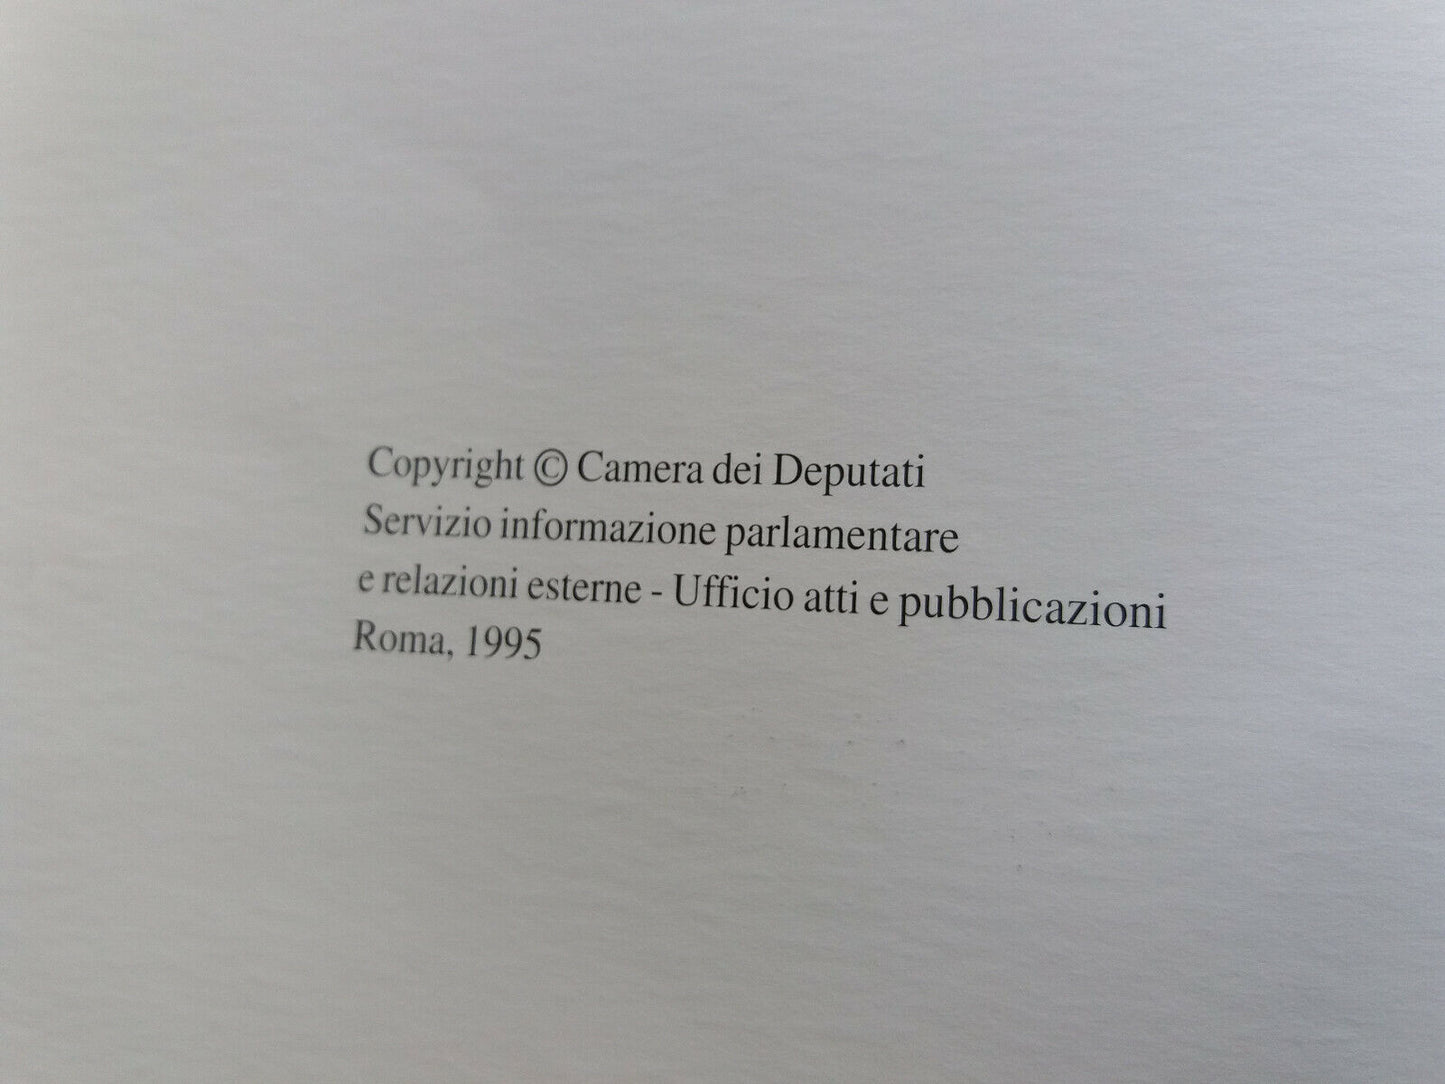 Copyright © Camera dei Deputati
Servizio informazione parlamentare
e relazioni esterne - Ufficio atti e pubblicazioni
Roma, 1995